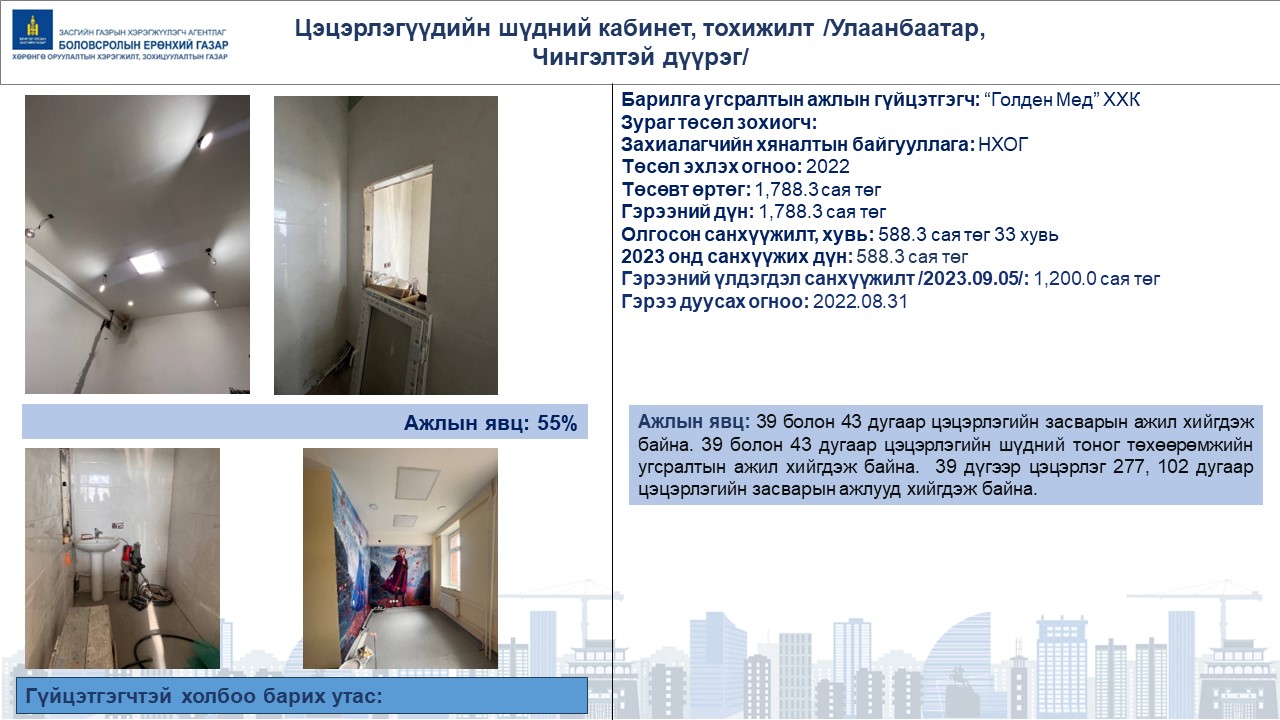 ЗАСГИЙН ГАЗРЫН ХЭРЭГЖҮҮЛЭГЧ АГЕНТЛАГ
БОЛОВСРОЛЫН ЕРӨНХИЙ ГАЗАР
ХӨРӨНГӨ ОРУУЛАЛТЫН ХЭРЭГЖИЛТ, ЗОХИЦУУЛАЛТЫН ГАЗАР
Цэцэрлэгүүдийн шүдний кабинет, тохижилт /Улаанбаатар,
Чингэлтэй дүүрэг/
Барилга угсралтын ажлын гүйцэтгэгч: “Голден Мед” ХХК
Зураг төсөл зохиогч:
Захиалагчийн хяналтын байгууллага: НХОГ
Төсөл эхлэх огноо: 2022
Төсөвт өртөг: 1,788.3 сая төг
Гэрээний дүн: 1,788.3 сая төг
Олгосон санхүүжилт, хувь: 588.3 сая төг 33 хувь
2023 онд санхүүжих дүн: 588.3 сая төг
Гэрээний үлдэгдэл санхүүжилт /2023.09.05/: 1,200.0 сая төг
Гэрээ дуусах огноо: 2022.08.31
Ажлын явц: 55%
Ажлын явц: 39 болон 43 дугаар цэцэрлэгийн засварын ажил хийгдэж
байна. 39 болон 43 дугаар цэцэрлэгийн шүдний тоног төхөөрөмжийн
угсралтын ажил хийгдэж байна. 39 дүгээр цэцэрлэг 277, 102 дугаар
цэцэрлэгийн засварын ажлууд хийгдэж байна.
Гүйцэтгэгчтэй холбоо барих утас: